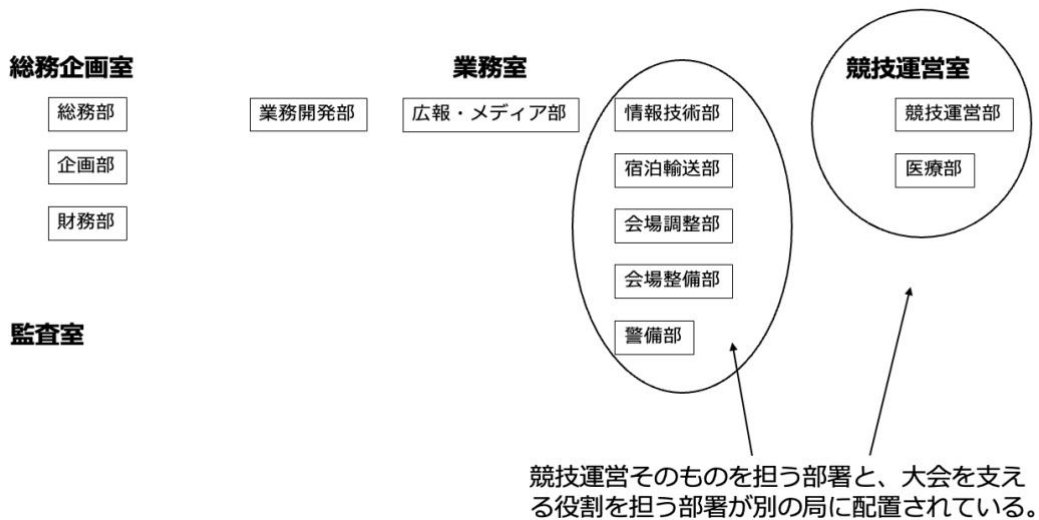 総務企画室
総務部
企画部
財務部
監査室
業務室
業務開発部
広報・メディア部
情報技術部
宿泊輸送部
会場調整部
会場整備部
警備部
競技運営室
競技運営部
医療部
競技運営そのものを担う部署と、大会を支え
る役割を担う部署が別の局に配置されている。